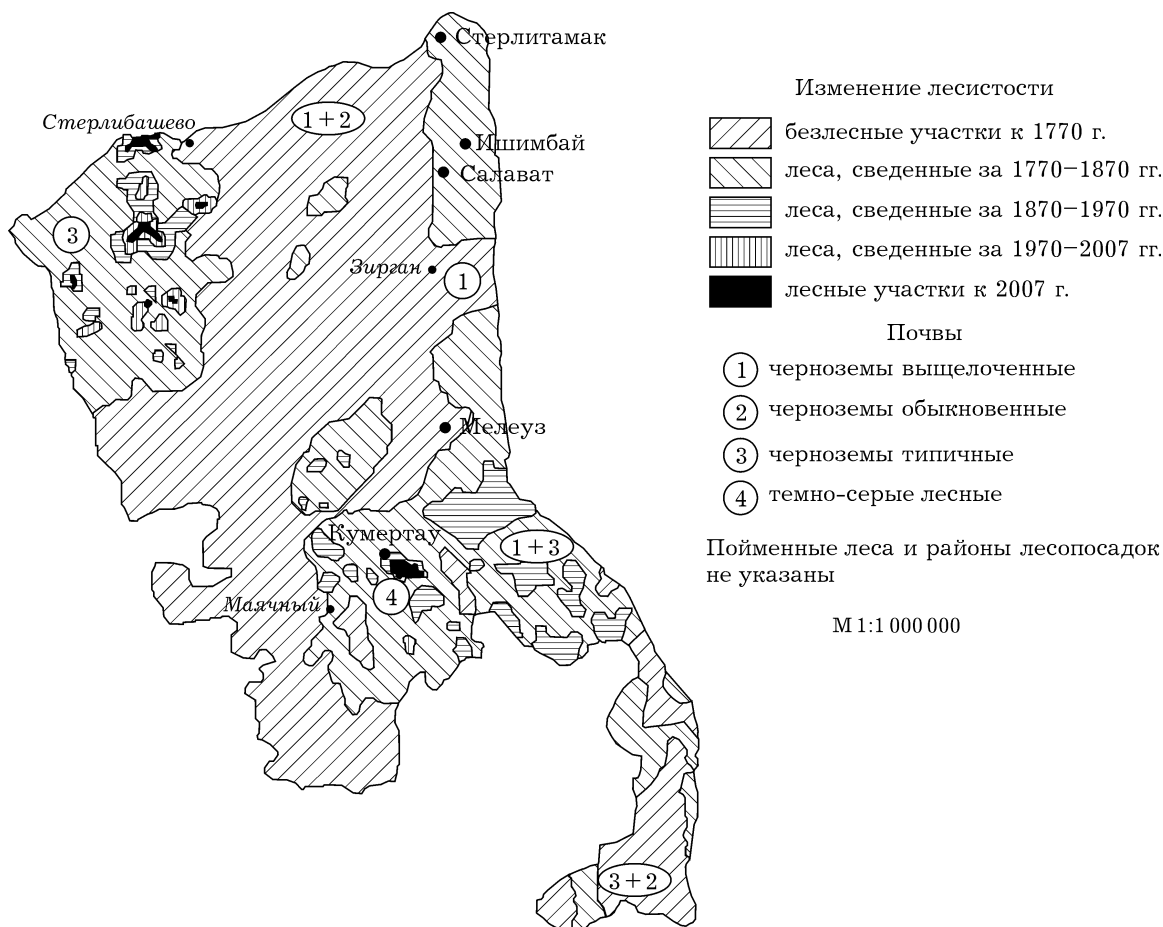 Стерлитамак
Стерлибашево
1+2
Ишимбай
Салават
3
Зирган
1
Мелеуз
Кумертау
1+3
4
Маячный
3+2
Изменение лесистости
безлесные участки к 1770 г.
леса, сведенные за 1770–1870 гг.
леса, сведенные за 1870–1970 гг.
леса, сведенные за 1970–2007 гг.
лесные участки к 2007 г.
Почвы
1 черноземы выщелоченные
2 черноземы обыкновенные
3 черноземы типичные
4 темно-серые лесные
Пойменные леса и районы лесопосадок
не указаны
М 1:1 000 000